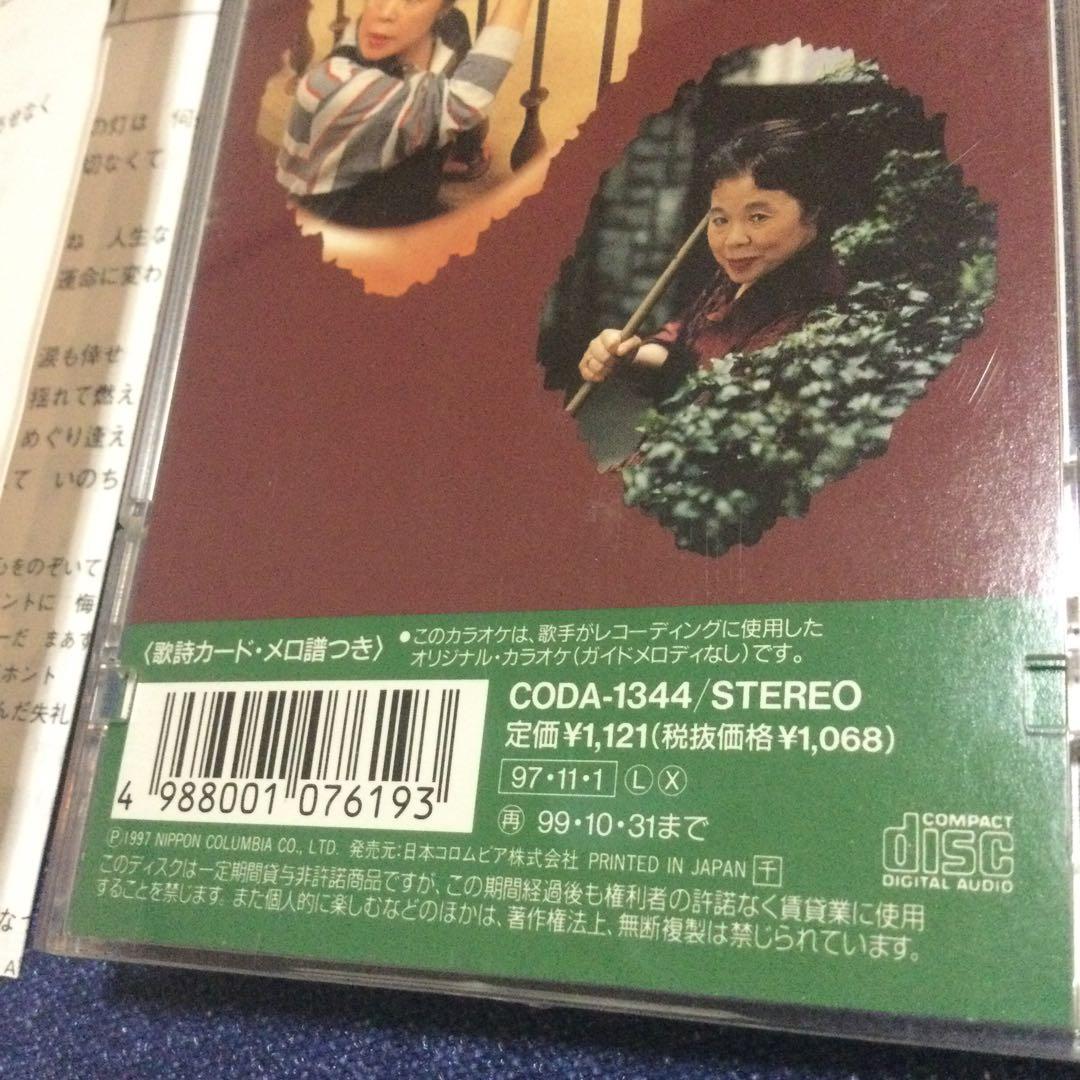 せなく
の灯は
切なくて
ね 人生な
運命に変わ
涙も倖せ
揺れて燃え
めぐり逢え
て いのち
心をのぞいて
ントに 悔
ーだ まあす
ホント
んだ失礼
な
A
〈歌詩カード・メロ譜つき〉
●このカラオケは、歌手がレコーディングに使用した
オリジナル・カラオケ(ガイドメロディなし)です。
CODA-1344/STEREO
定価¥1,121(税抜価格¥1,068)
97・11・1 Ⓛ Ⓧ
再 99・10・31まで
4 988001 076193
Ⓟ1997 NIPPON COLUMBIA CO., LTD. 発売元:日本コロムビア株式会社 PRINTED IN JAPAN 千
このディスクは一定期間貸与非許諾商品ですが、この期間経過後も権利者の許諾なく賃貸業に使用
することを禁じます。また個人的に楽しむなどのほかは、著作権法上、無断複製は禁じられています。
COMPACT
disc
DIGITAL AUDIO